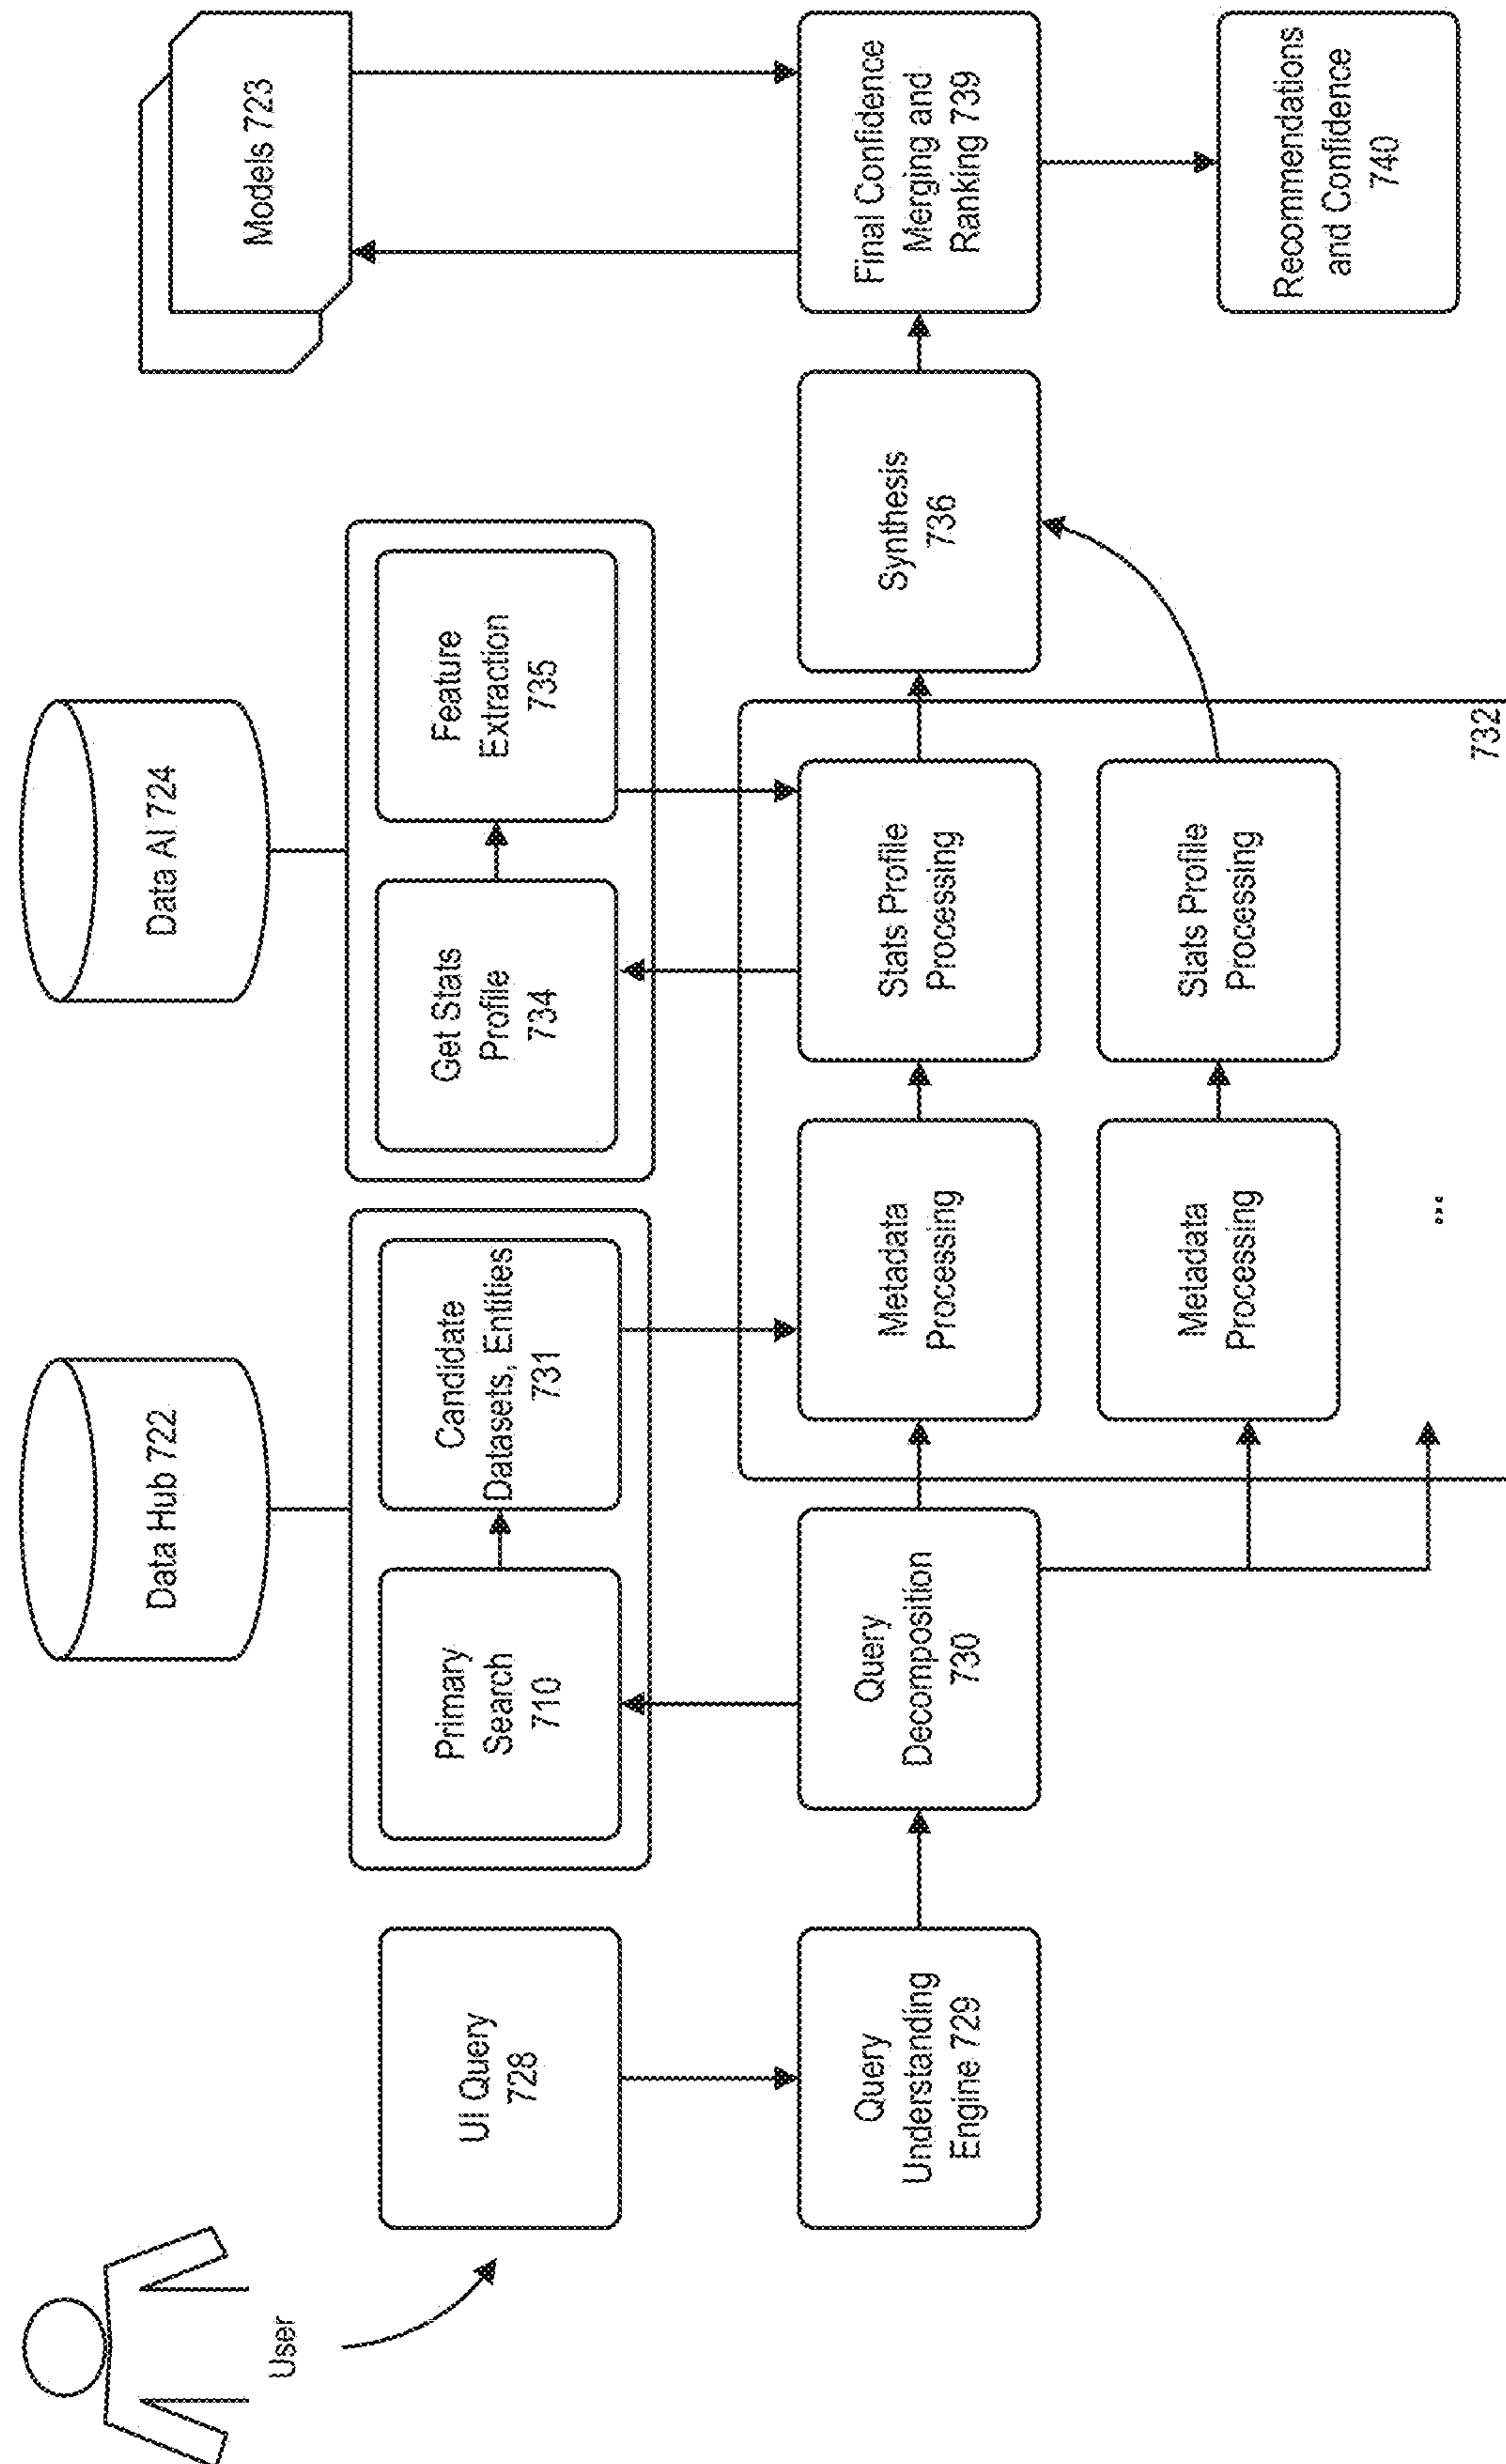 User
UI Query
728
Query
Understanding
Engine 729
Data Hub 722
Primary
Search
710
Candidate
Datasets, Entities
731
Query
Decomposition
730
Data AI 724
Get Stats
Profile
734
Feature
Extraction
735
Metadata
Processing
Stats Profile
Processing
Metadata
Processing
Stats Profile
Processing
...
732
Synthesis
736
Models 723
Final Confidence
Merging and
Ranking 739
Recommendations
and Confidence
740